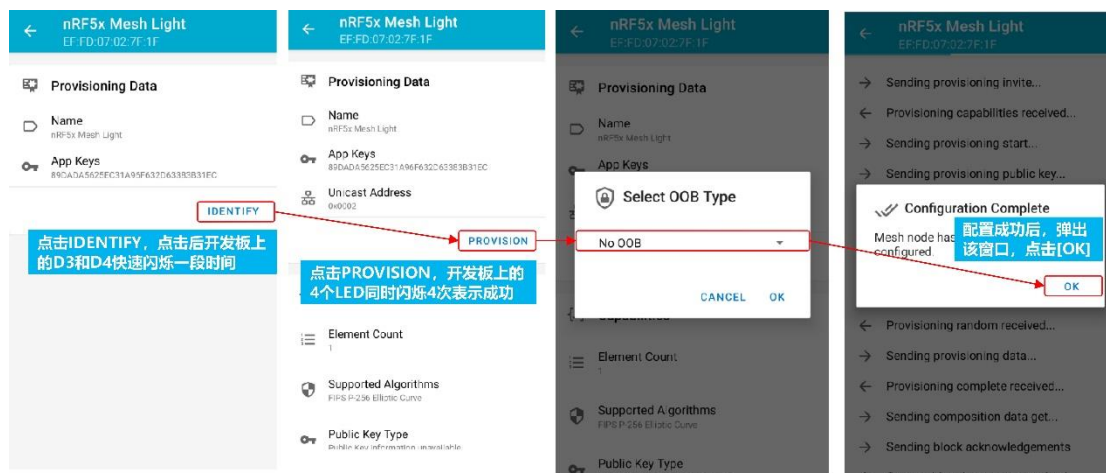 nRF5x Mesh Light
EF:FD:07:02:7F:1F
Provisioning Data
Name
nRF5x Mesh Light
App Keys
89DADA5625EC31A96F632D63383B31EC
IDENTIFY
点击IDENTIFY，点击后开发板上
的D3和D4快速闪烁一段时间
nRF5x Mesh Light
EF:FD:07:02:7F:1F
Provisioning Data
Name
nRF5x Mesh Light
App Keys
89DADA5625EC31A96F632D63383B31EC
Unicast Address
0x0002
PROVISION
点击PROVISION，开发板上的
4个LED同时闪烁4次表示成功
Element Count
1
Supported Algorithms
FIPS P-256 Elliptic Curve
Public Key Type
Public Key information unavailable
nRF5x Mesh Light
EF:FD:07:02:7F:1F
Provisioning Data
Name
nRF5x Mesh Light
App Keys
Select OOB Type
No OOB
CANCEL OK
Element Count
1
Supported Algorithms
FIPS P-256 Elliptic Curve
Public Key Type
nRF5x Mesh Light
EF:FD:07:02:7F:1F
Sending provisioning invite...
Provisioning capabilities received...
Sending provisioning start...
Sending provisioning public key...
Configuration Complete
Mesh node has
configured.
配置成功后，弹出
该窗口，点击[OK]
OK
Provisioning random received...
Sending provisioning data...
Provisioning complete received...
Sending composition data get...
Sending block acknowledgements